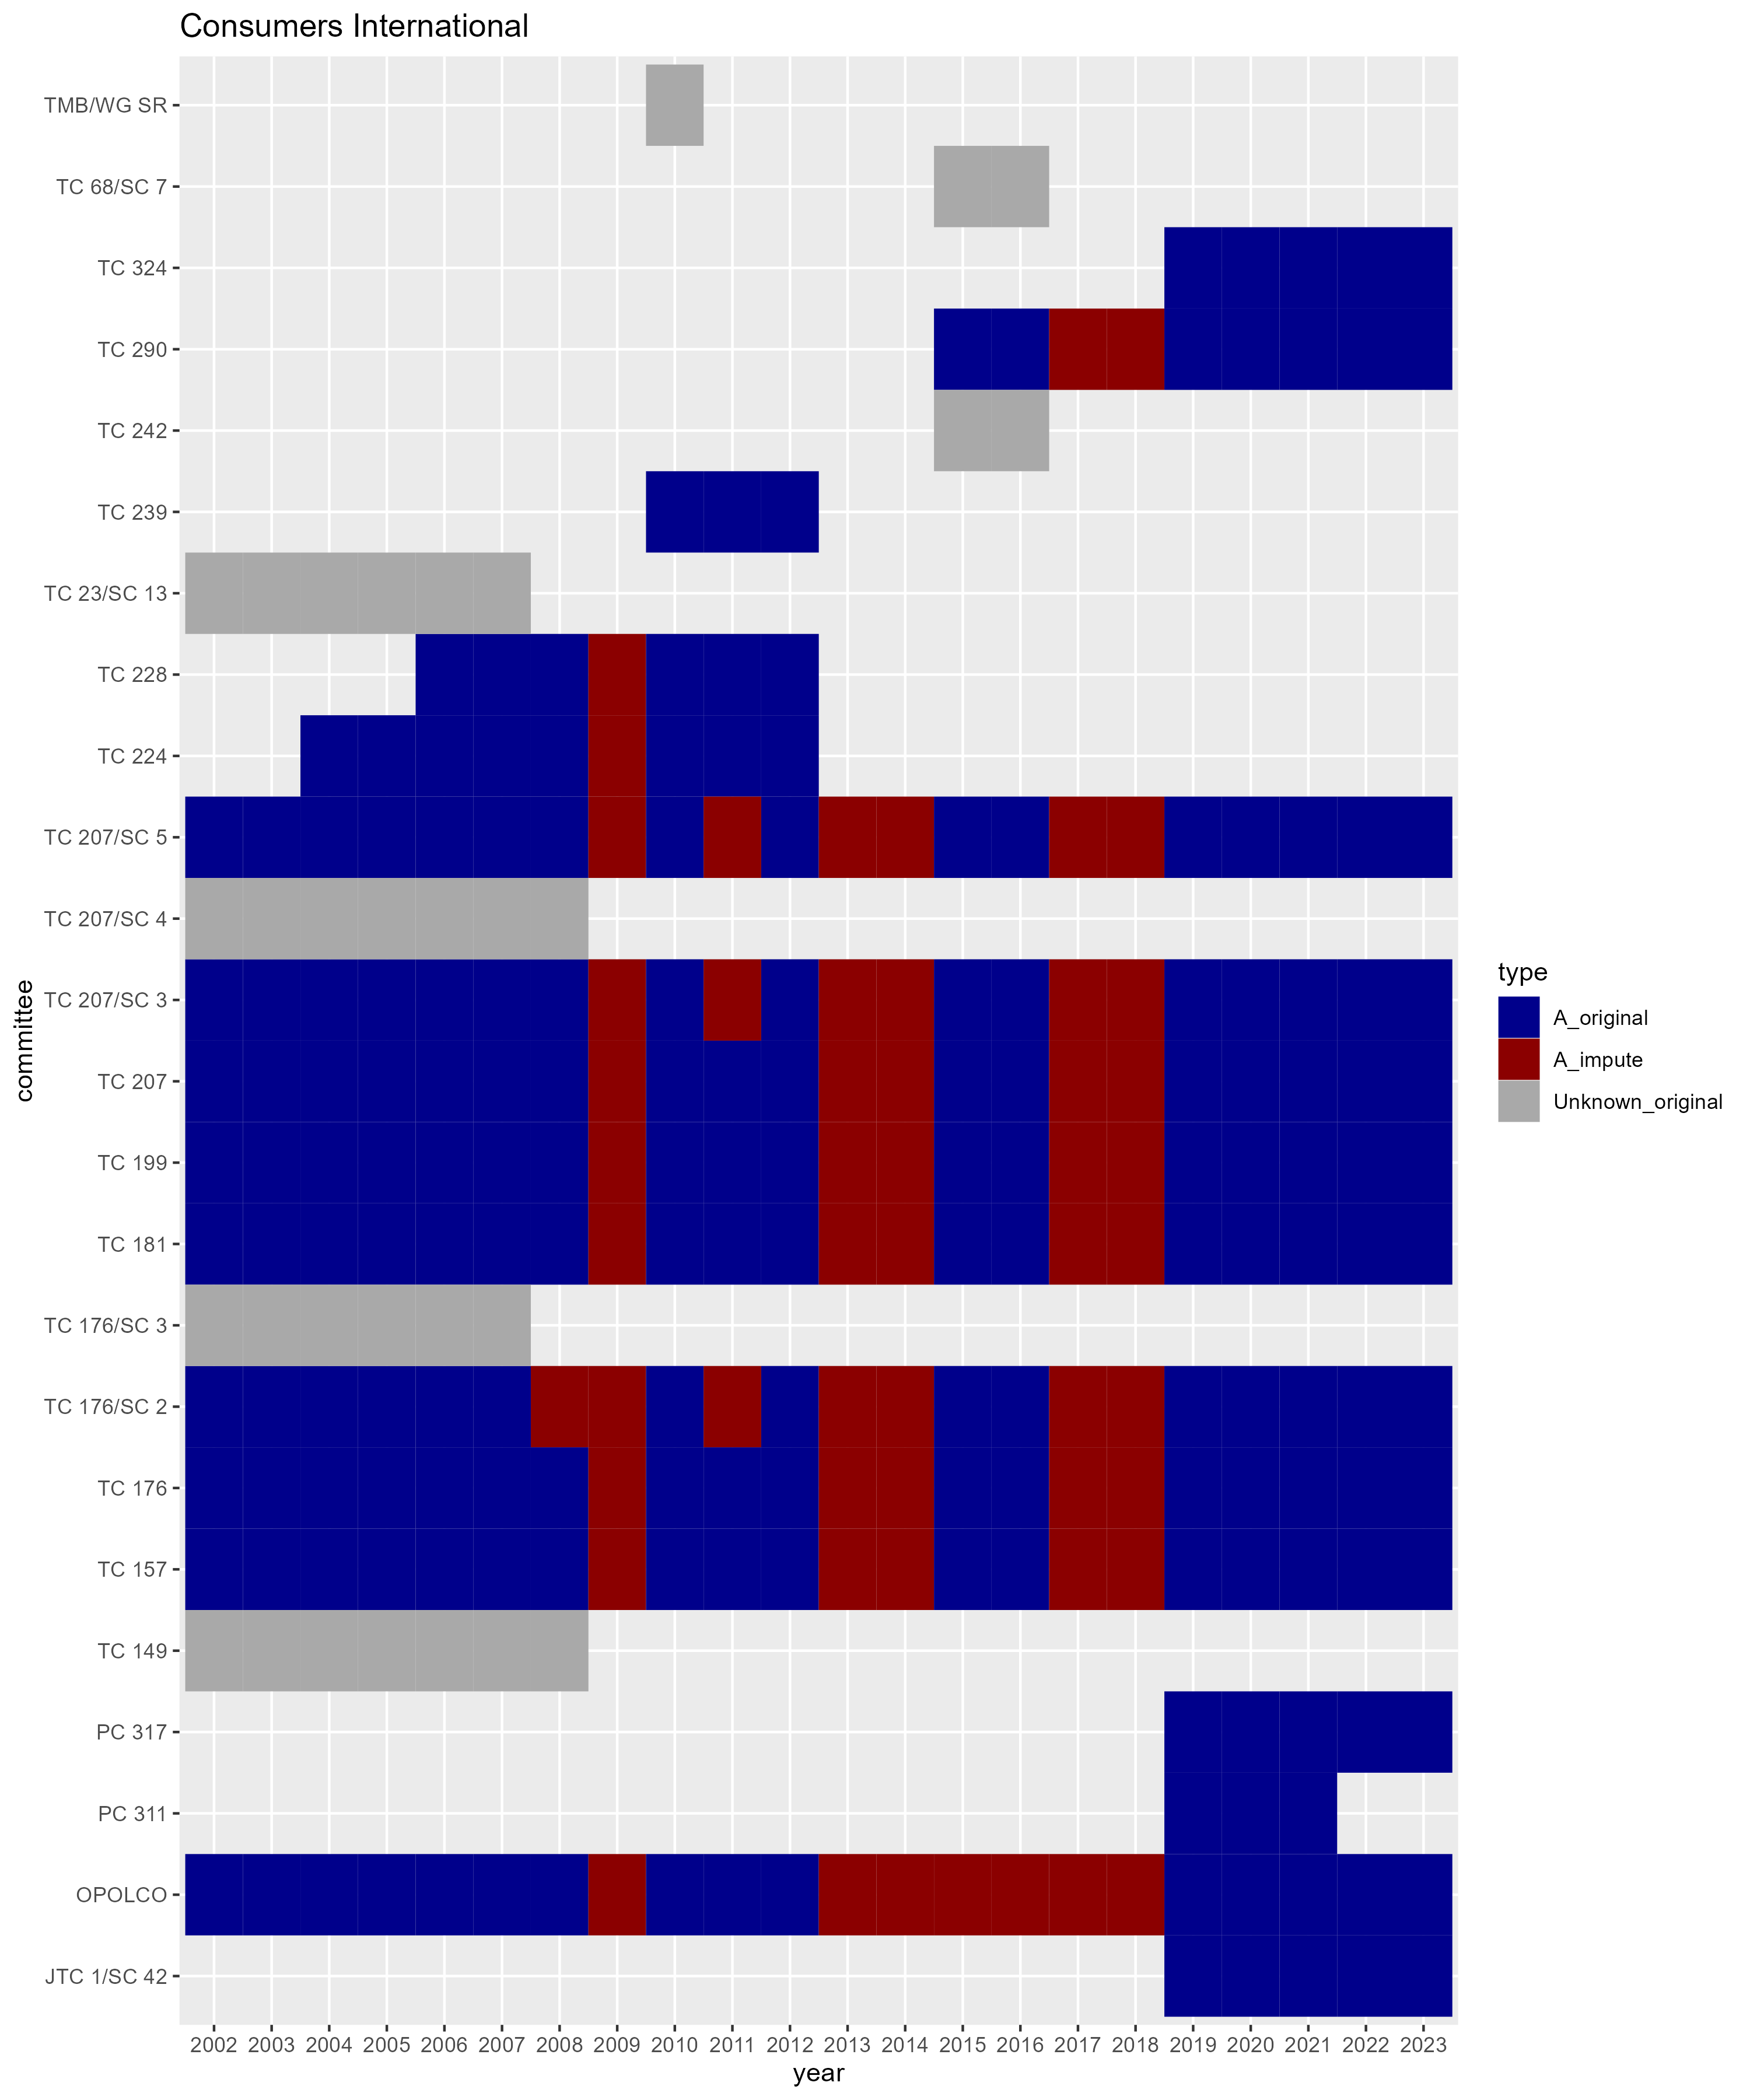 Consumers International
TMB/WG SR
TC 68/SC 7
TC 324
TC 290
TC 242
TC 239
TC 23/SC 13
TC 228
TC 224
TC 207/SC 5
TC 207/SC 4
TC 207/SC 3
TC 207
TC 199
TC 181
TC 176/SC 3
TC 176/SC 2
TC 176
TC 157
TC 149
PC 317
PC 311
OPOLCO
JTC 1/SC 42
committee
2002 2003 2004 2005 2006 2007 2008 2009 2010 2011 2012 2013 2014 2015 2016 2017 2018 2019 2020 2021 2022 2023
year
type
A_original
A_impute
Unknown_original